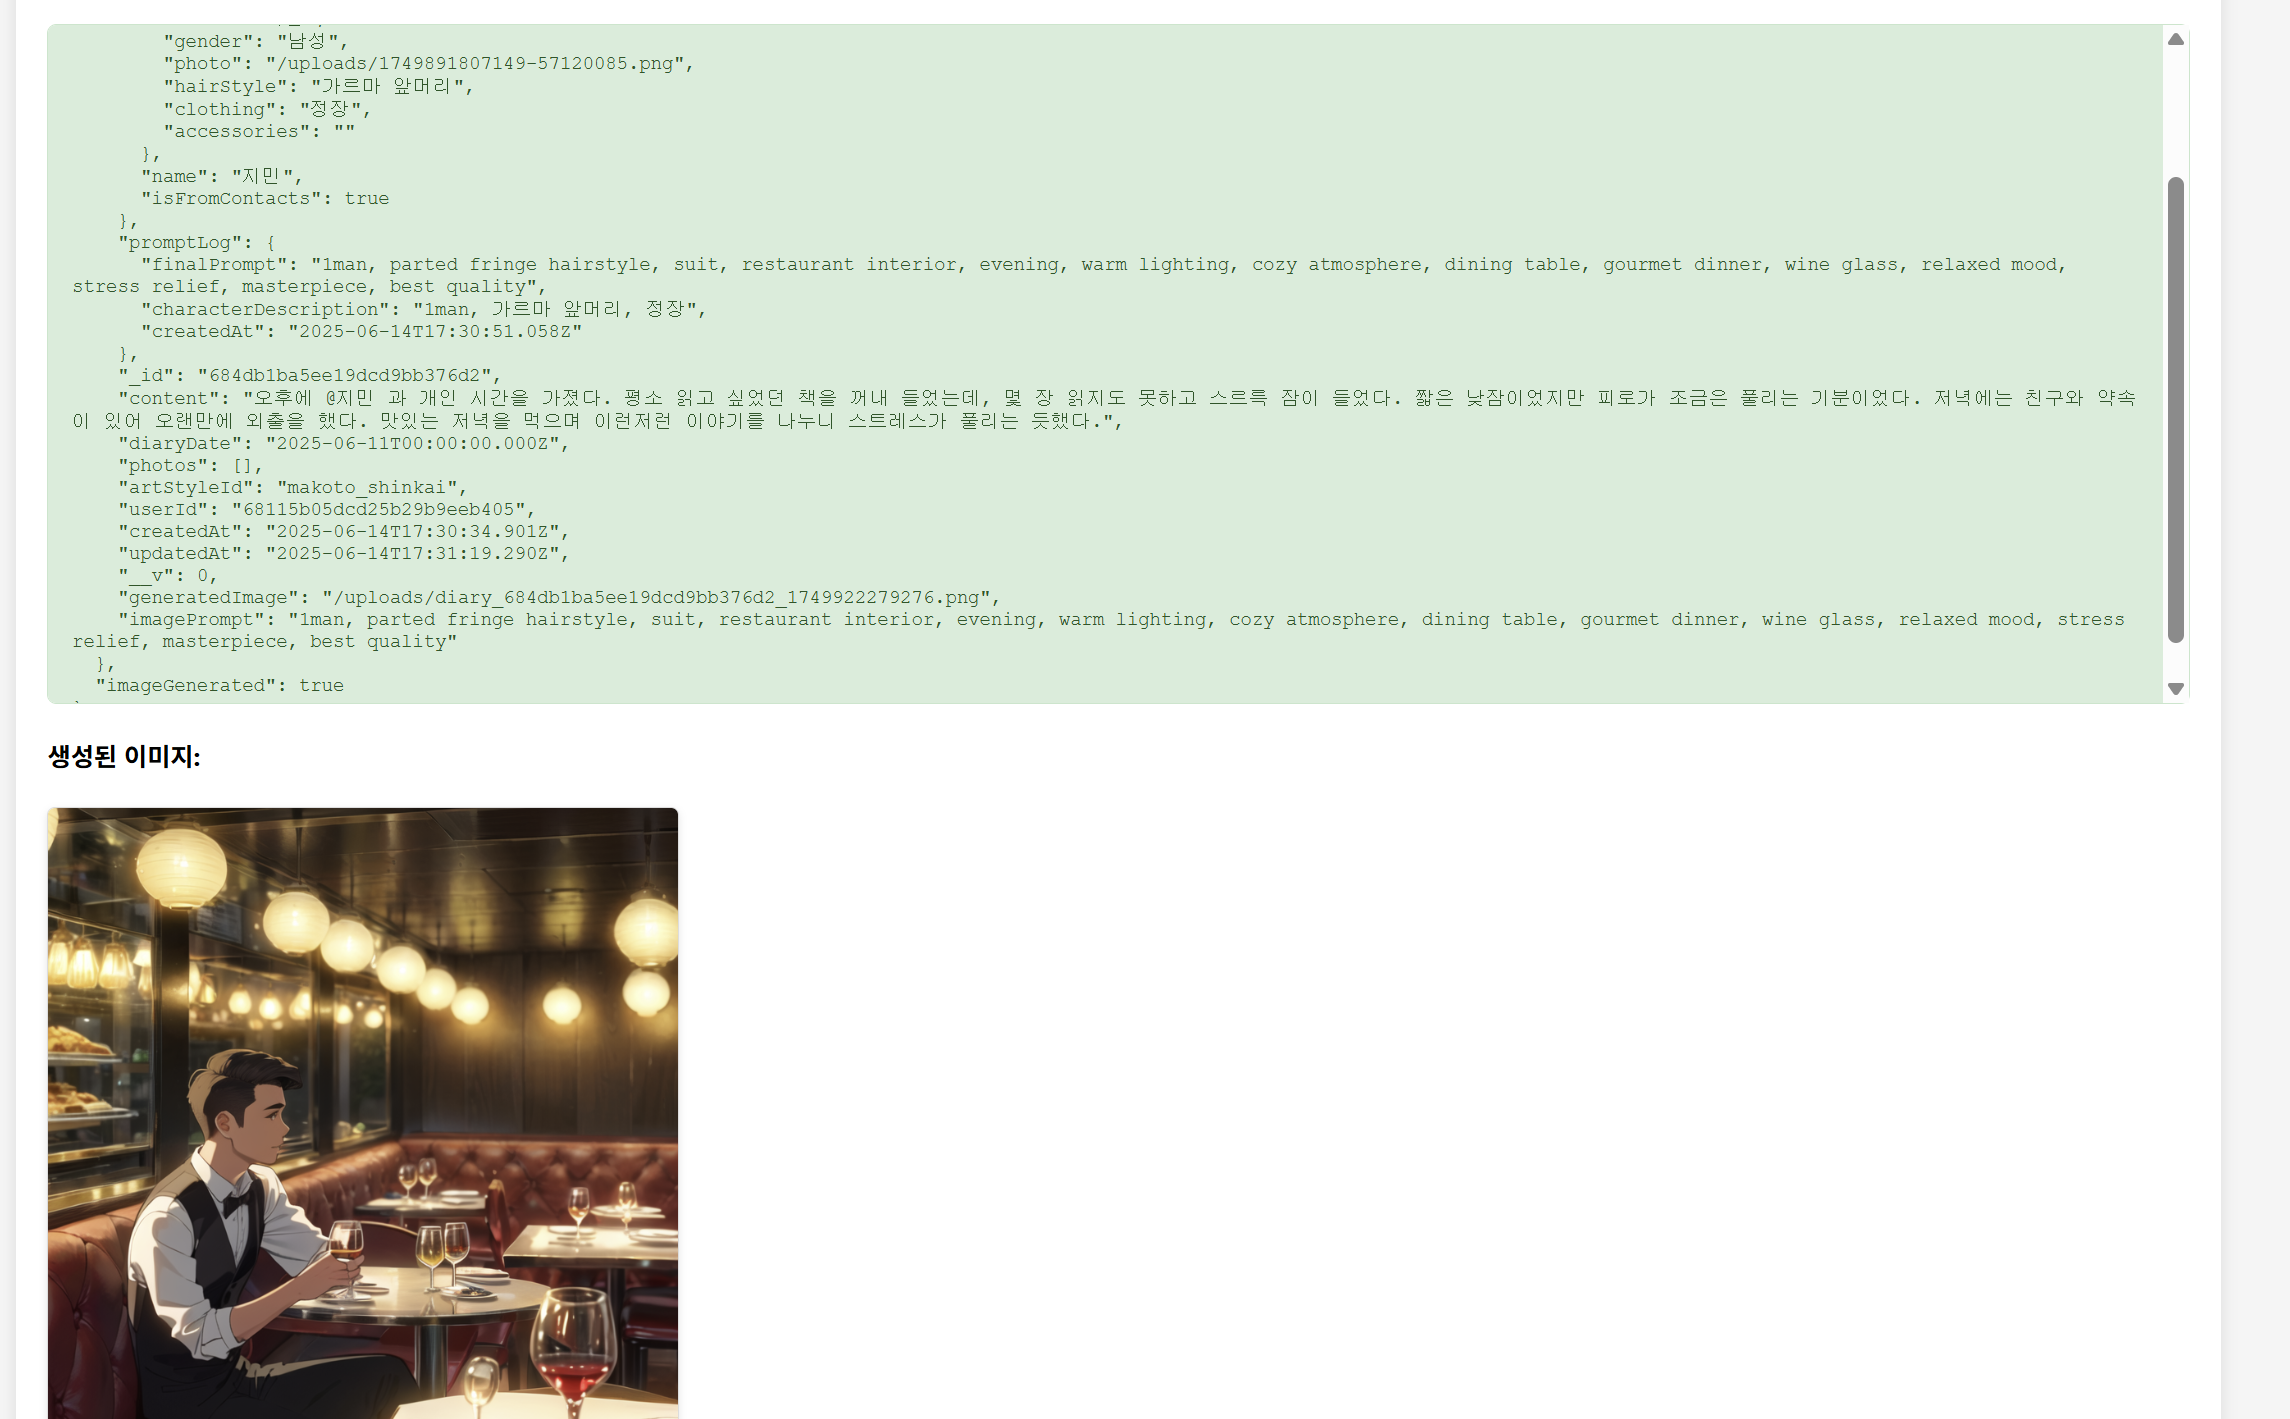 "gender": "남성",
"photo": "/uploads/1749891807149-57120085.png",
"hairStyle": "가르마 앞머리",
"clothing": "정장",
"accessories": ""
},
"name": "지민",
"isFromContacts": true
},
"promptLog": {
"finalPrompt": "1man, parted fringe hairstyle, suit, restaurant interior, evening, warm lighting, cozy atmosphere, dining table, gourmet dinner, wine glass, relaxed mood,
stress relief, masterpiece, best quality",
"characterDescription": "1man, 가르마 앞머리, 정장",
"createdAt": "2025-06-14T17:30:51.058Z"
},
"_id": "684db1ba5ee19dcd9bb376d2",
"content": "오후에 @지민 과 개인 시간을 가졌다. 평소 읽고 싶었던 책을 꺼내 들었는데, 몇 장 읽지도 못하고 스르륵 잠이 들었다. 짧은 낮잠이었지만 피로가 조금은 풀리는 기분이었다. 저녁에는 친구와 약속
이 있어 오랜만에 외출을 했다. 맛있는 저녁을 먹으며 이런저런 이야기를 나누니 스트레스가 풀리는 듯했다.",
"diaryDate": "2025-06-11T00:00:00.000Z",
"photos": [],
"artStyleId": "makoto_shinkai",
"userId": "68115b05dcd25b29b9eeb405",
"createdAt": "2025-06-14T17:30:34.901Z",
"updatedAt": "2025-06-14T17:31:19.290Z",
"__v": 0,
"generatedImage": "/uploads/diary_684db1ba5ee19dcd9bb376d2_1749922279276.png",
"imagePrompt": "1man, parted fringe hairstyle, suit, restaurant interior, evening, warm lighting, cozy atmosphere, dining table, gourmet dinner, wine glass, relaxed mood, stress
relief, masterpiece, best quality"
},
"imageGenerated": true
생성된 이미지: